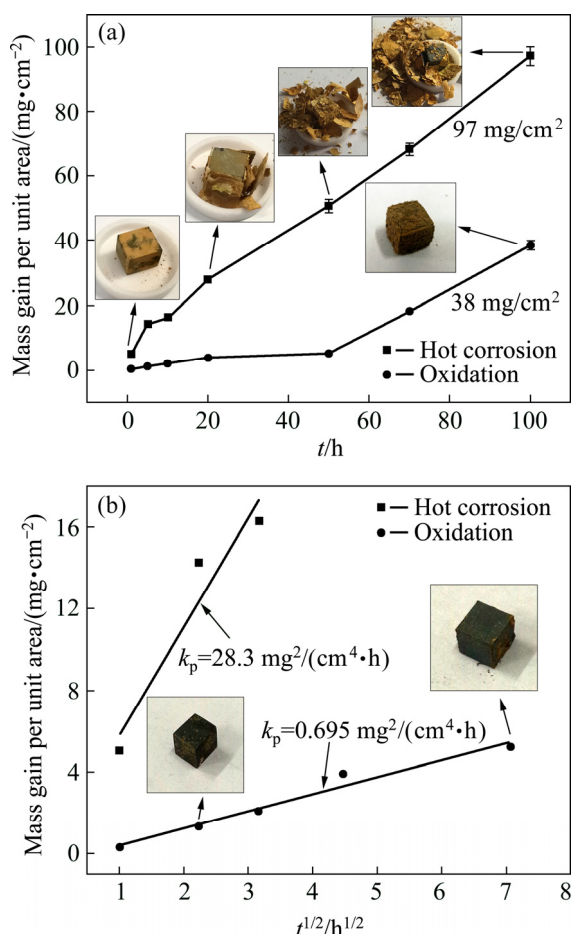 (a)
100
80
60
40
20
0
Mass gain per unit area/(mg•cm−2)
97 mg/cm2
38 mg/cm2
Hot corrosion
Oxidation
0 20 40 60 80 100
t/h
(b)
16
12
8
4
0
Mass gain per unit area/(mg•cm−2)
Hot corrosion
Oxidation
kp=28.3 mg2/(cm4•h)
kp=0.695 mg2/(cm4•h)
1 2 3 4 5 6 7 8
t1/2/h1/2